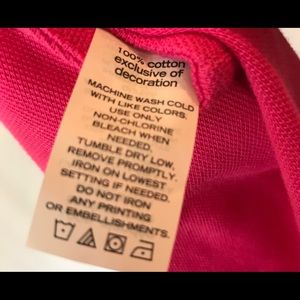 100% cotton
exclusive of
decoration
MACHINE WASH COLD
WITH LIKE COLORS.
USE ONLY
NON-CHLORINE
BLEACH WHEN
NEEDED.
TUMBLE DRY LOW.
REMOVE PROMPTLY.
IRON ON LOWEST
SETTING IF NEEDED.
DO NOT IRON
ANY PRINTING
OR EMBELLISHMENTS.